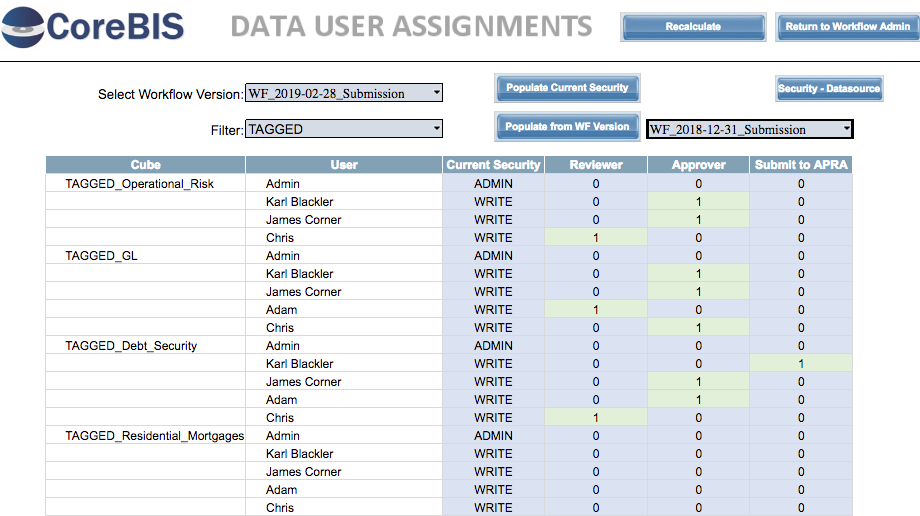 CoreBIS DATA USER ASSIGNMENTS Recalculate Return to Workflow Admin
Select Workflow Version: WF_2019-02-28_Submission Populate Current Security Security - Datasource
Filter: TAGGED Populate from WF Version WF_2018-12-31_Submission
Cube User Current Security Reviewer Approver Submit to APRA
TAGGED_Operational_Risk Admin ADMIN 0 0 0
Karl Blackler WRITE 0 1 0
James Corner WRITE 0 1 0
Chris WRITE 1 0 0
TAGGED_GL Admin ADMIN 0 0 0
Karl Blackler WRITE 0 1 0
James Corner WRITE 0 1 0
Adam WRITE 1 0 0
Chris WRITE 0 1 0
TAGGED_Debt_Security Admin ADMIN 0 0 0
Karl Blackler WRITE 0 0 1
James Corner WRITE 0 1 0
Adam WRITE 0 1 0
Chris WRITE 1 0 0
TAGGED_Residential_Mortgages Admin ADMIN 0 0 0
Karl Blackler WRITE 0 0 0
James Corner WRITE 0 0 0
Adam WRITE 0 0 0
Chris WRITE 0 0 0